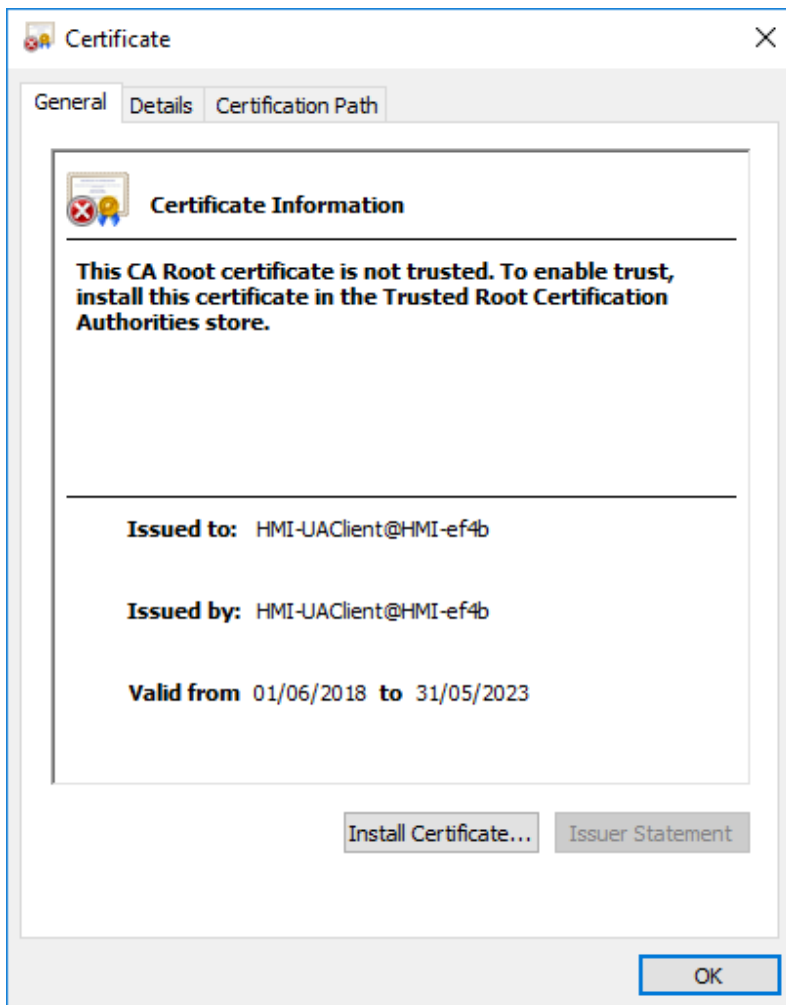 Certificate
General Details Certification Path
Certificate Information
This CA Root certificate is not trusted. To enable trust,
install this certificate in the Trusted Root Certification
Authorities store.
Issued to: HMI-UAClient@HMI-ef4b
Issued by: HMI-UAClient@HMI-ef4b
Valid from 01/06/2018 to 31/05/2023
Install Certificate... Issuer Statement
OK